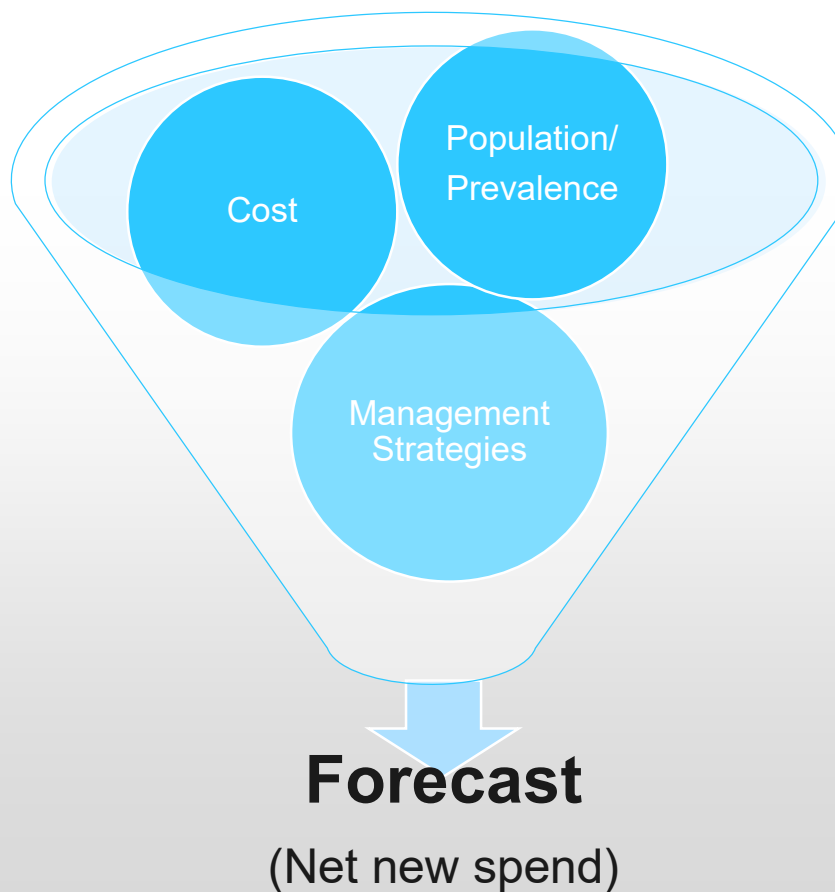 Population/
Prevalence
Cost
Management
Strategies
Forecast
(Net new spend)